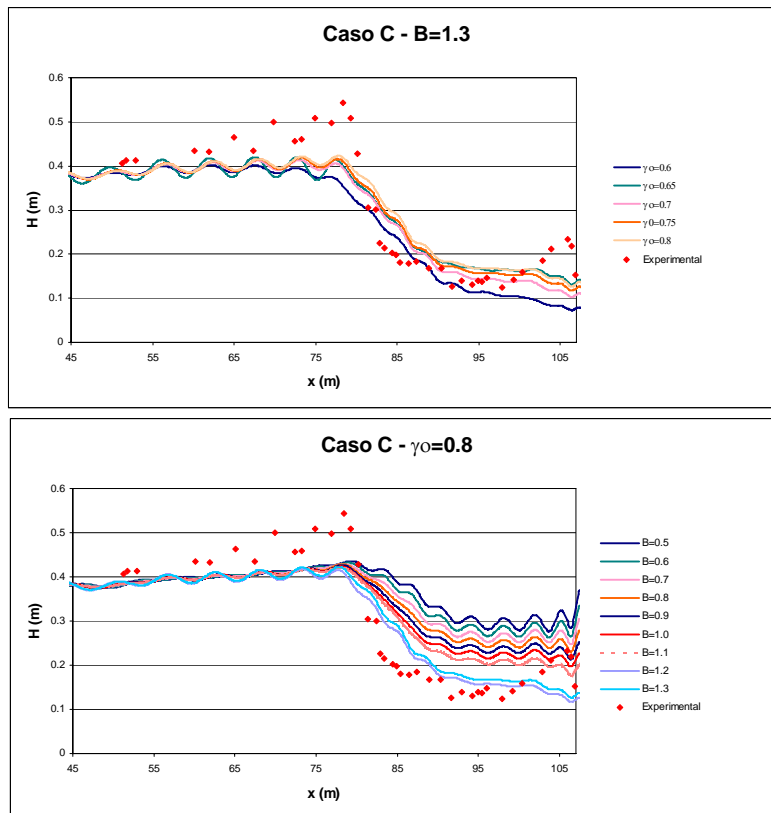 Caso C - B=1.3
0.6
0.5
0.4
0.3
0.2
0.1
0
H (m)
45
55
65
75
85
95
105
x (m)
γo=0.6
γo=0.65
γo=0.7
γo=0.75
γo=0.8
Experimental
Caso C - γo=0.8
0.6
0.5
0.4
0.3
0.2
0.1
0
H (m)
45
55
65
75
85
95
105
x (m)
B=0.5
B=0.6
B=0.7
B=0.8
B=0.9
B=1.0
B=1.1
B=1.2
B=1.3
Experimental